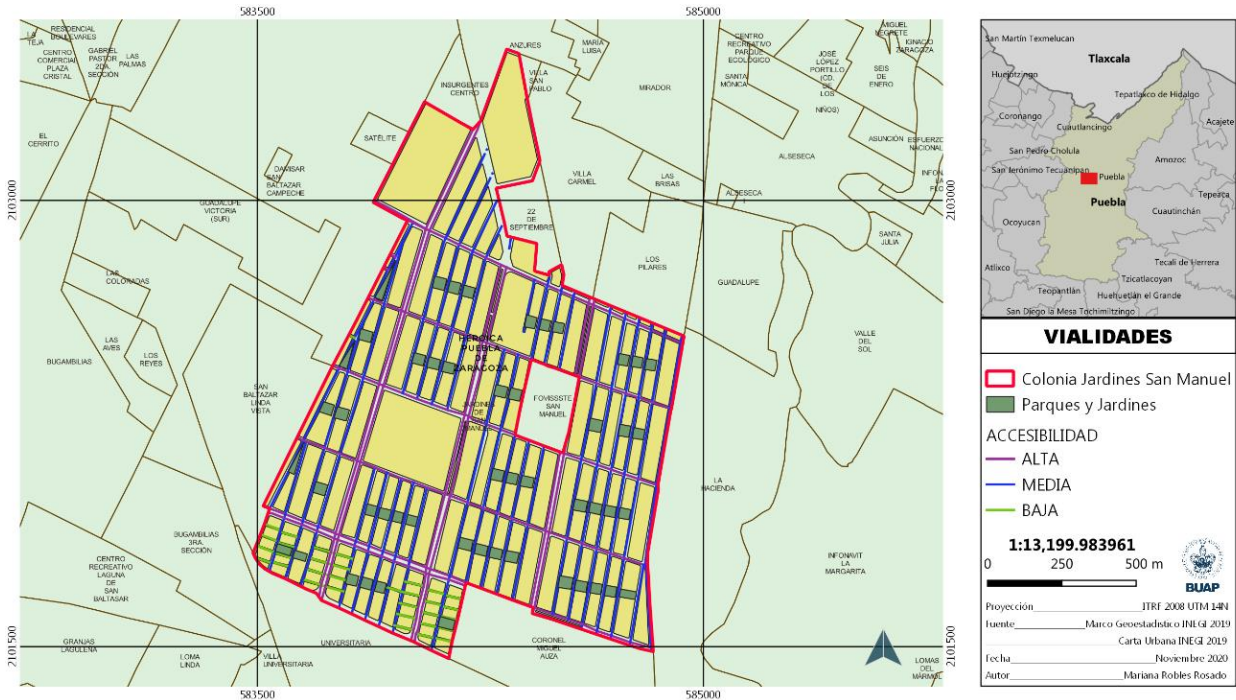 583500
585000
LA
TEJA
RESIDENCIAL
BOULEVARES
CENTRO
COMERCIAL
PLAZA
CRISTAL
GABRIEL
PASTOR
2DA.
SECCIÓN
LAS
PALMAS
EL
CERRITO
SATÉLITE
INSURGENTES
CENTRO
ANZURES
VILLA
SAN
PABLO
MARIA
LUISA
MIRADOR
CENTRO
RECREATIVO
PARQUE
ECOLÓGICO
SANTA
MÓNICA
JOSÉ
LÓPEZ
PORTILLO
(CD.
DE
LOS
NIÑOS)
MIGUEL
NEGRETE
IGNACIO
ZARAGOZA
SEIS
DE
ENERO
ASUNCIÓN
ESFUERZO
NACIONAL
ALSESECA
DAMISAR
SAN
BALTAZAR
CAMPECHE
GUADALUPE
VICTORIA
(SUR)
VILLA
CARMEL
LAS
BRISAS
ALSESECA
2103000
2103000
22
DE
SEPTIEMBRE
SANTA
JULIA
LOS
PILARES
GUADALUPE
LAS
COLORADAS
LAS
AVES
LOS
REYES
BUGAMBILIAS
VALLE
DEL
SOL
HEROICA
PUEBLA
DE
ZARAGOZA
SAN
BALTAZAR
LINDA
VISTA
JARDINES
DE
SAN
FOVISSSTE
SAN
MANUEL
LA
HACIENDA
BUGAMBILIAS
3RA.
SECCIÓN
CENTRO
RECREATIVO
LAGUNA
DE
SAN
BALTASAR
INFONAVIT
LA
MARGARITA
GRANJAS
LAGULENA
LOMA
LINDA
VILLA
UNIVERSITARIA
UNIVERSITARIA
CORONEL
MIGUEL
AUZA
LOMAS
DEL
MÁRMOL
2101500
2101500
583500
585000
San Martín Texmelucan
Tlaxcala
Huejotzingo
Tepatlaxco de Hidalgo
Coronango
Cuautlancingo
Acajete
San Pedro Cholula
Amozoc
San Jerónimo Tecuanipan
Puebla
Tepeaca
Puebla
Cuautinchán
Ocoyucan
Tecali de Herrera
Atlixco
Tzicatlacoyan
Teopantlán
Huehuetlán el Grande
San Diego la Mesa Tochimiltzingo
VIALIDADES
Colonia Jardines San Manuel
Parques y Jardines
ACCESIBILIDAD
ALTA
MEDIA
BAJA
1:13,199.983961
0 250 500 m
BUAP
Proyección ITRF 2008 UTM 14N
Fuente Marco Geoestadístico INEGI 2019
Carta Urbana INEGI 2019
Fecha Noviembre 2020
Autor Mariana Robles Rosado